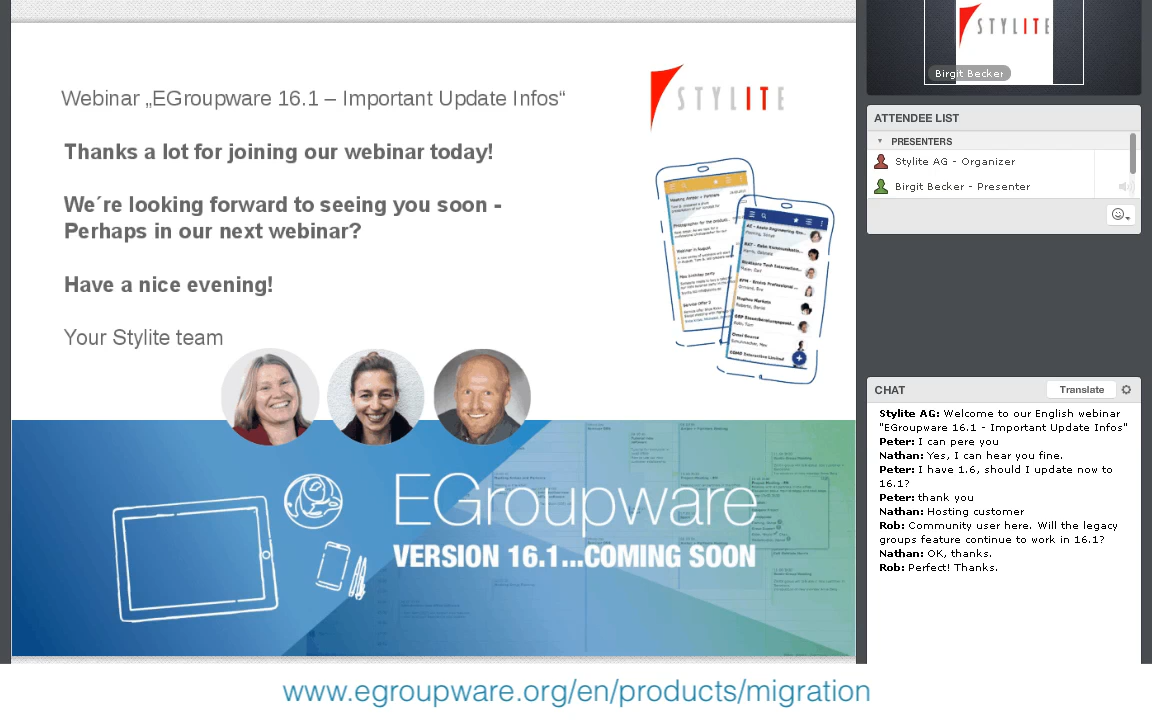 Webinar „EGroupware 16.1 – Important Update Infos“
Thanks a lot for joining our webinar today!
We´re looking forward to seeing you soon -
Perhaps in our next webinar?
Have a nice evening!
Your Stylite team
STYLITE
EGroupware
VERSION 16.1...COMING SOON
STYLITE
Birgit Becker
ATTENDEE LIST
PRESENTERS
Stylite AG - Organizer
Birgit Becker - Presenter
CHAT
Translate
Stylite AG: Welcome to our English webinar
"EGroupware 16.1 - Important Update Infos"
Peter: I can pere you
Nathan: Yes, I can hear you fine.
Peter: I have 1.6, should I update now to
16.1?
Peter: thank you
Nathan: Hosting customer
Rob: Community user here. Will the legacy
groups feature continue to work in 16.1?
Nathan: OK, thanks.
Rob: Perfect! Thanks.
www.egroupware.org/en/products/migration